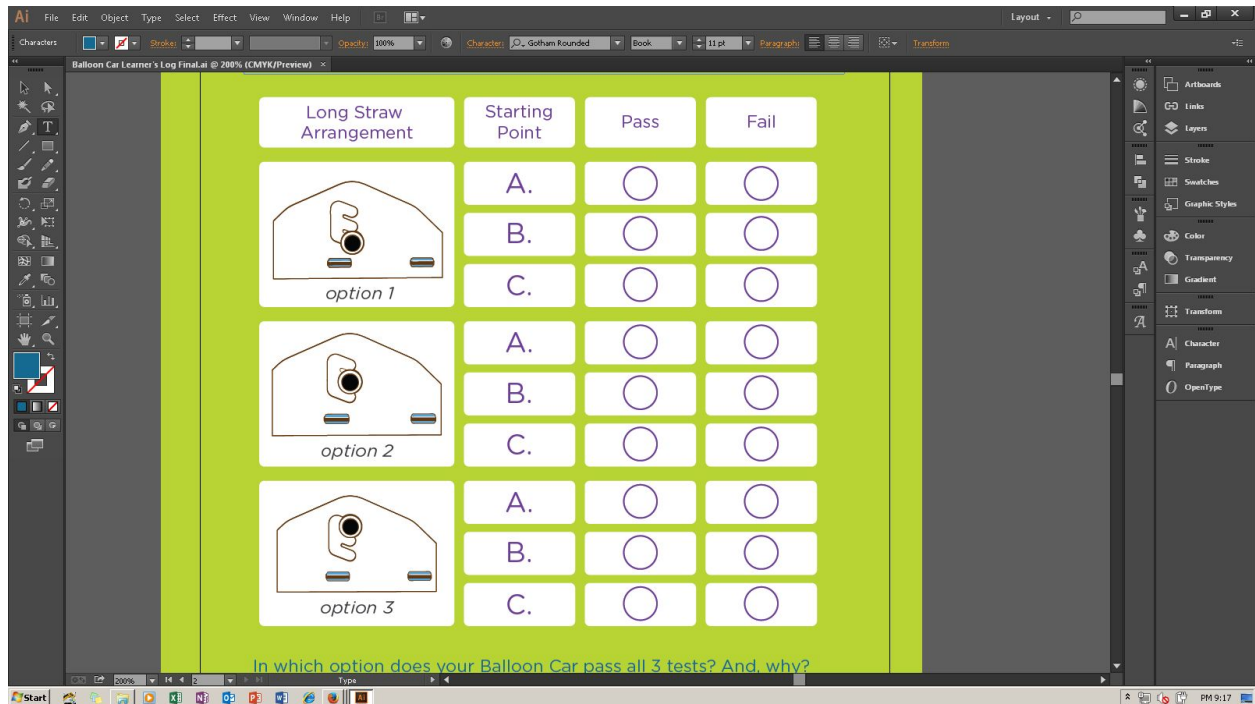 Ai File Edit Object Type Select Effect View Window Help Br Layout
Characters Stroke: Opacity: 100% Character: Gotham Rounded Book 11 pt Paragraph: Transform
Balloon Car Learner's Log Final.ai @ 200% (CMYK/Preview) ×
Long Straw
Arrangement
Starting
Point
Pass
Fail
A.
B.
C.
option 1
A.
B.
C.
option 2
A.
B.
C.
option 3
In which option does your Balloon Car pass all 3 tests? And, why?
Artboards
Links
Layers
Stroke
Swatches
Graphic Styles
Color
Transparency
Gradient
Transform
Character
Paragraph
OpenType
200% 2 Type
Start PM 9:17